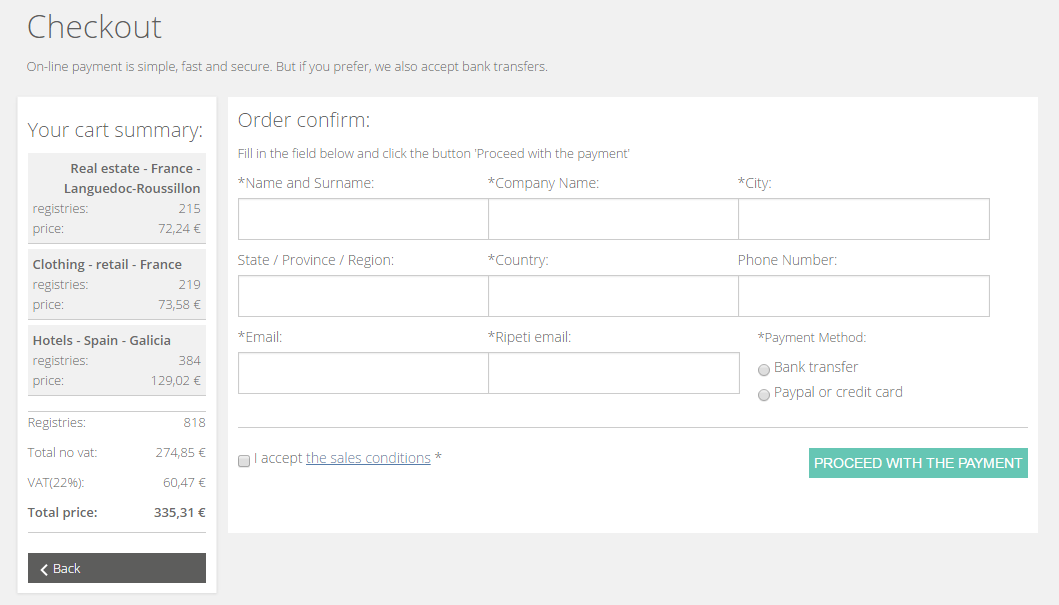 Checkout
On-line payment is simple, fast and secure. But if you prefer, we also accept bank transfers.
Your cart summary:
Real estate - France -
Languedoc-Roussillon
registries: 215
price: 72,24 €
Clothing - retail - France
registries: 219
price: 73,58 €
Hotels - Spain - Galicia
registries: 384
price: 129,02 €
Registries: 818
Total no vat: 274,85 €
VAT(22%): 60,47 €
Total price: 335,31 €
Back
Order confirm:
Fill in the field below and click the button 'Proceed with the payment'
*Name and Surname: *Company Name: *City:
State / Province / Region: *Country: Phone Number:
*Email: *Ripeti email: *Payment Method:
Bank transfer
Paypal or credit card
I accept the sales conditions *
PROCEED WITH THE PAYMENT